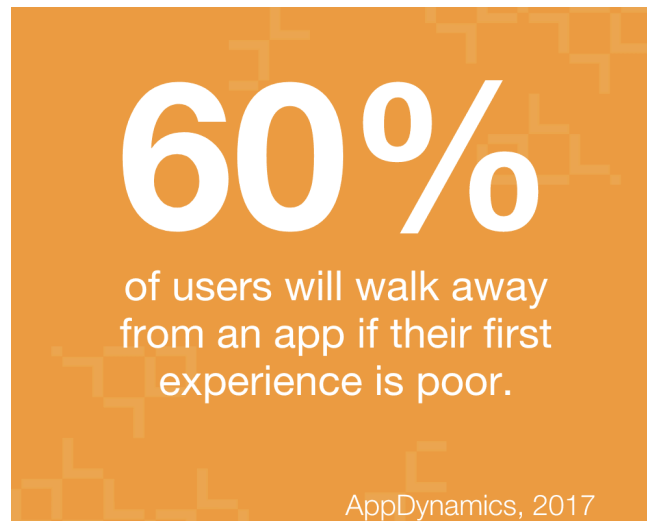 60%
of users will walk away
from an app if their first
experience is poor.
AppDynamics, 2017